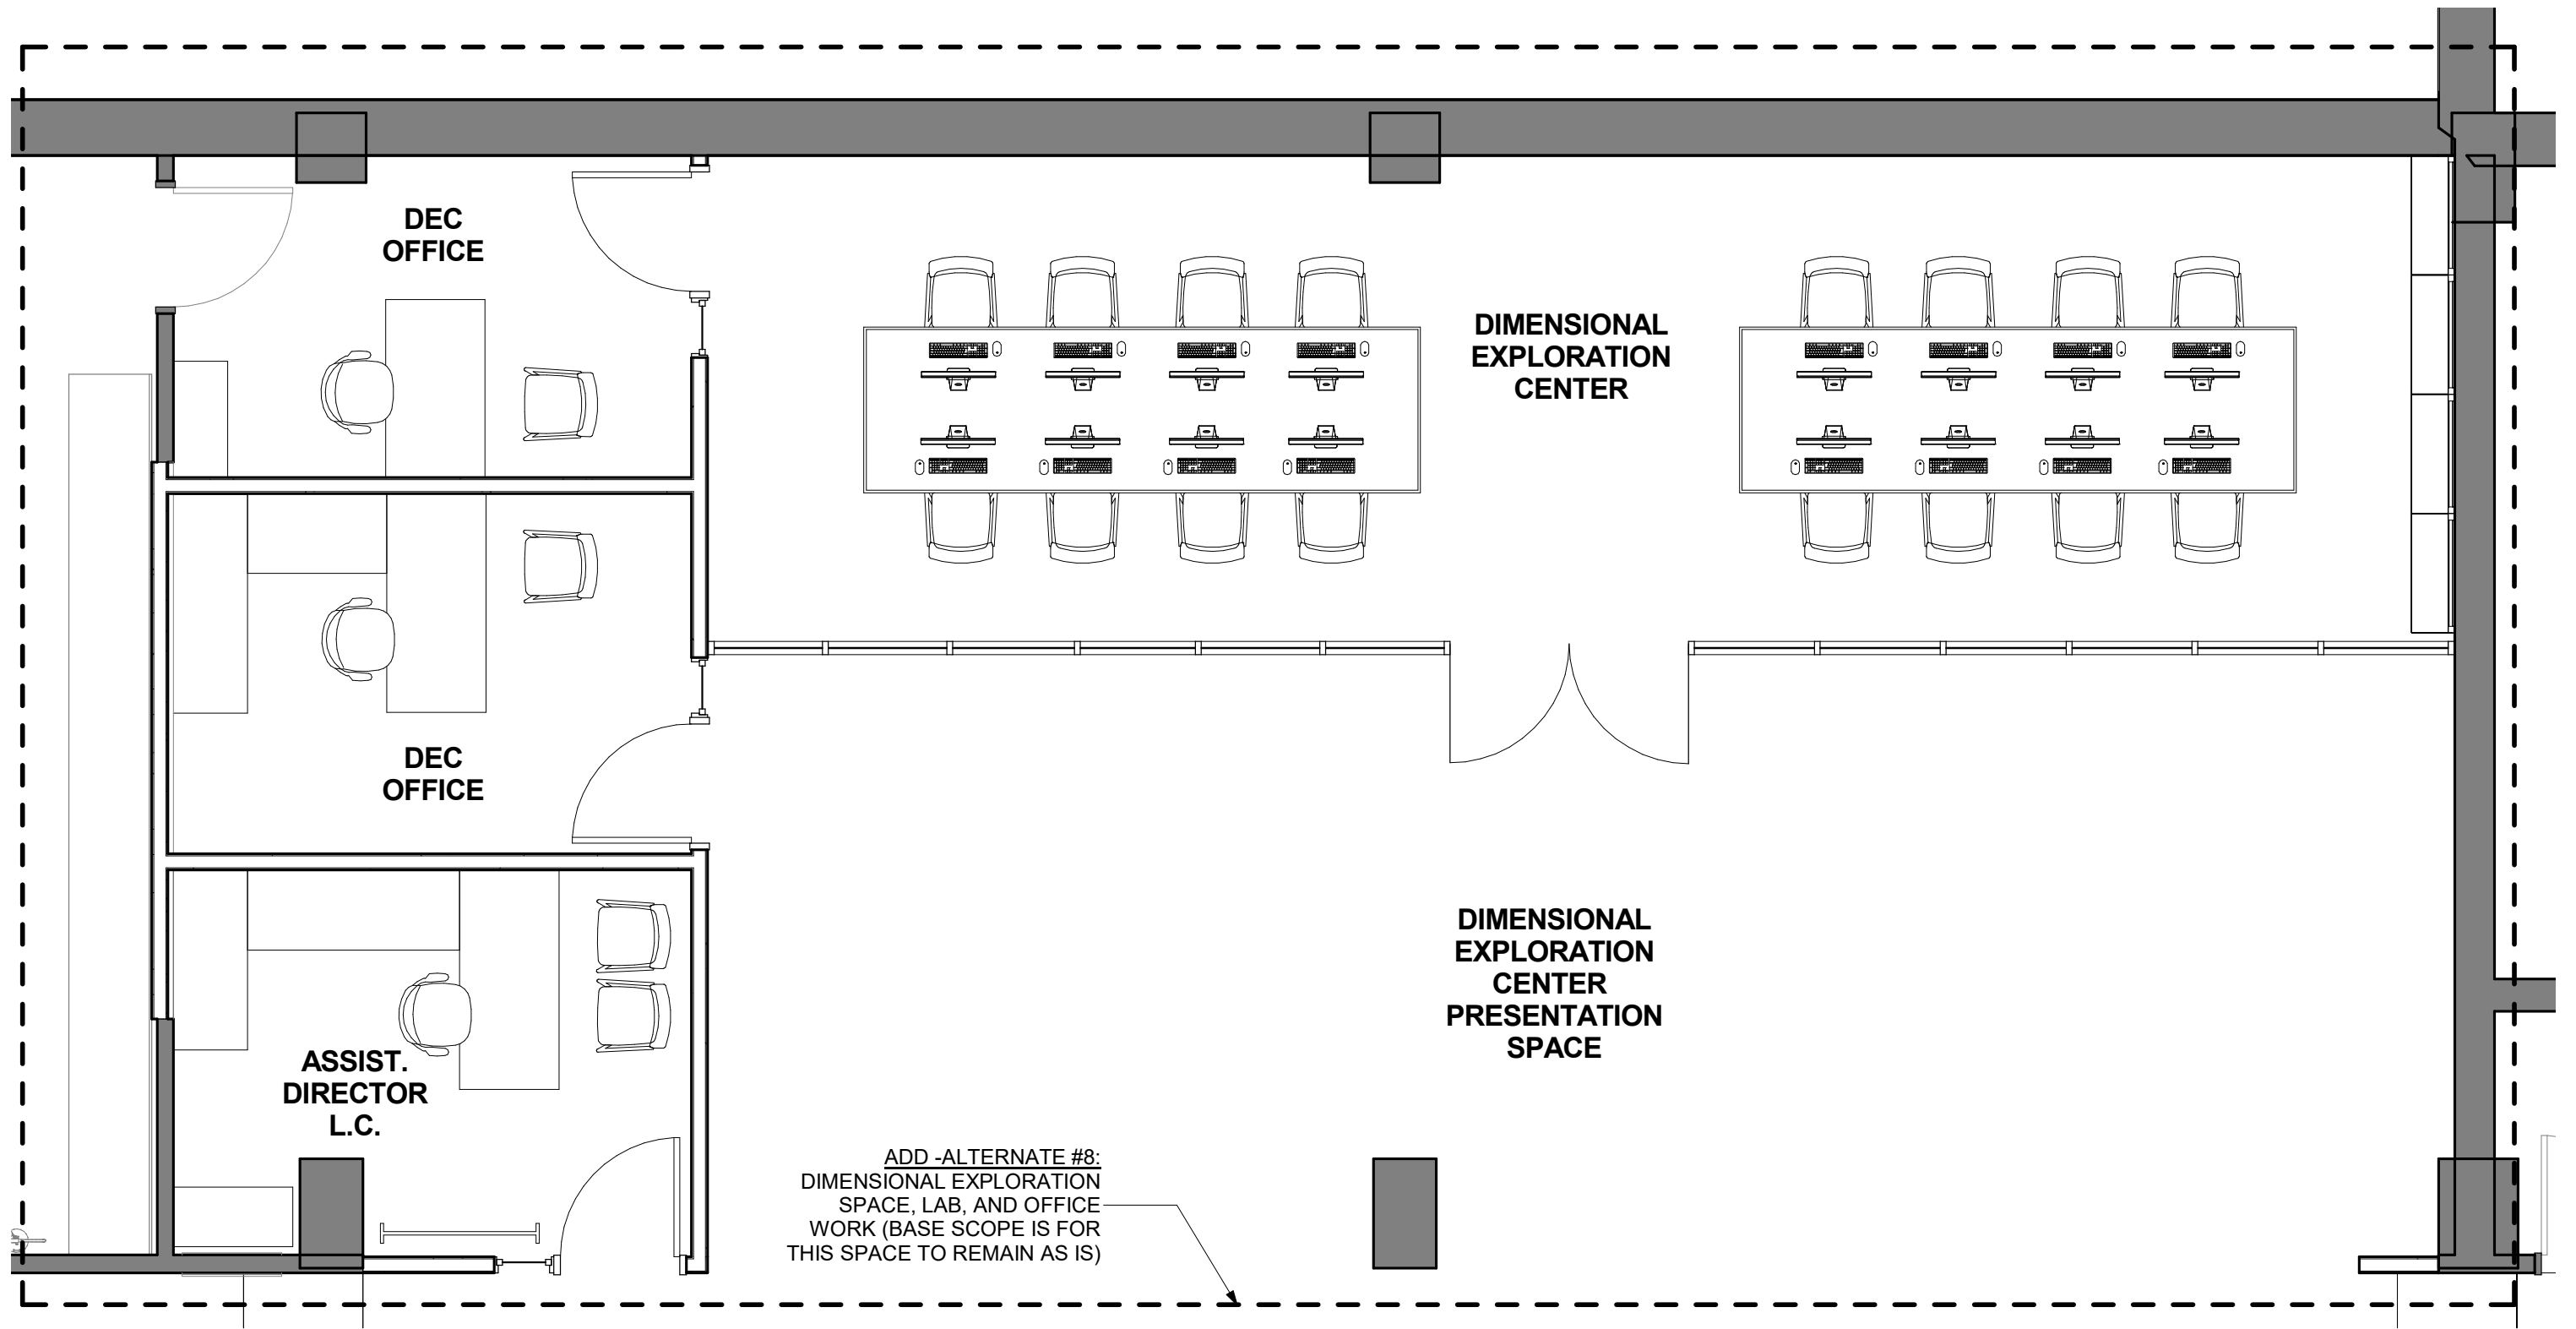 DEC
OFFICE
DIMENSIONAL
EXPLORATION
CENTER
DEC
OFFICE
DIMENSIONAL
EXPLORATION
CENTER
PRESENTATION
SPACE
ASSIST.
DIRECTOR
L.C.
ADD -ALTERNATE #8:
DIMENSIONAL EXPLORATION
SPACE, LAB, AND OFFICE
WORK (BASE SCOPE IS FOR
THIS SPACE TO REMAIN AS IS)